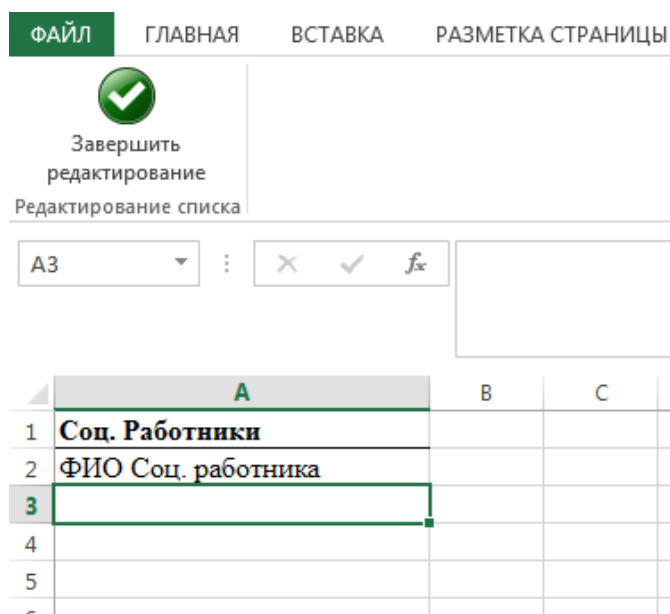 ФАЙЛ ГЛАВНАЯ ВСТАВКА РАЗМЕТКА СТРАНИЦЫ
Завершить
редактирование
Редактирование списка
A3 fx
A B C
1 Соц. Работники
2 ФИО Соц. работника
3
4
5